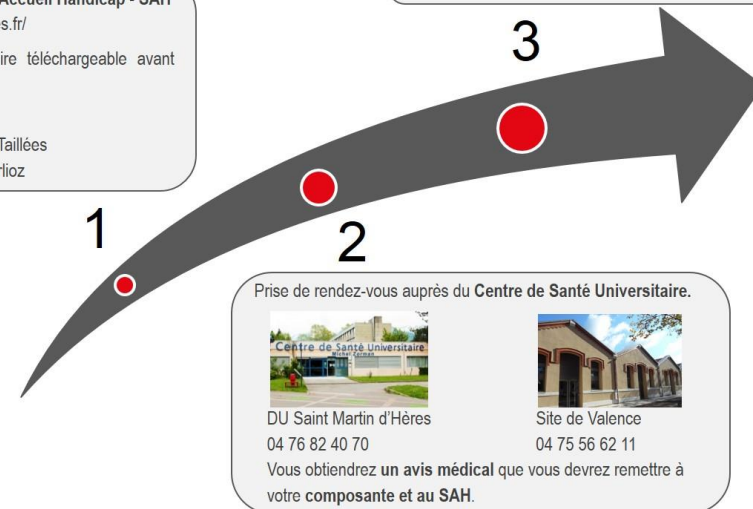 Accueil Handicap - SAH
es.fr/
ire téléchargeable avant
Taillées
rlioz
1
2
3
Prise de rendez-vous auprès du Centre de Santé Universitaire.
Centre de Santé Universitaire
Michel Zorman
DU Saint Martin d'Hères
04 76 82 40 70
Site de Valence
04 75 56 62 11
Vous obtiendrez un avis médical que vous devrez remettre à
votre composante et au SAH.